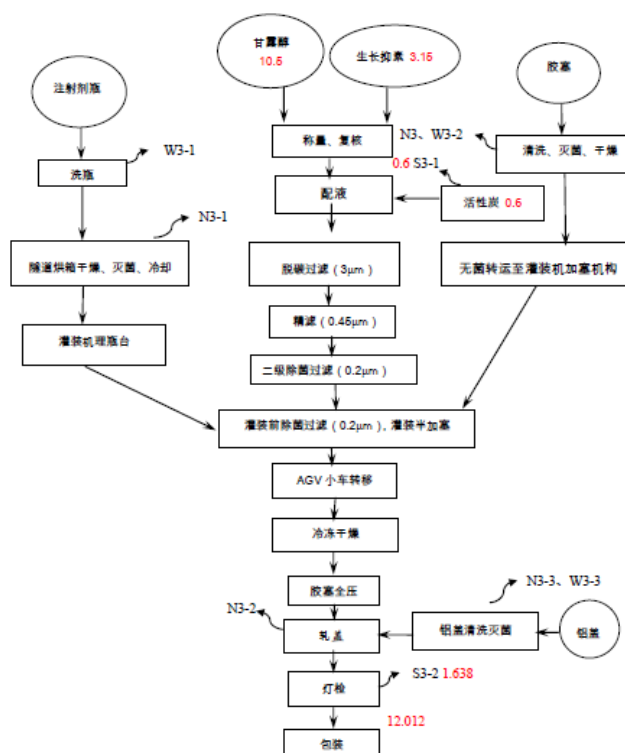 甘露醇
10.5
生长抑素 3.15
注射剂瓶
胶塞
称量、复核
N3、W3-2
清洗、灭菌、干燥
W3-1
洗瓶
0.6 S3-1
配液
活性炭 0.6
N3-1
隧道烘箱干燥、灭菌、冷却
脱碳过滤（3μm）
无菌转运至灌装机加塞机构
精滤（0.45μm）
灌装机理瓶台
二级除菌过滤（0.2μm）
灌装前除菌过滤（0.2μm），灌装半加塞
AGV 小车转移
冷冻干燥
胶塞全压
N3-3、W3-3
N3-2
轧盖
铝盖清洗灭菌
铝盖
灯检
S3-2 1.638
12.012
包装